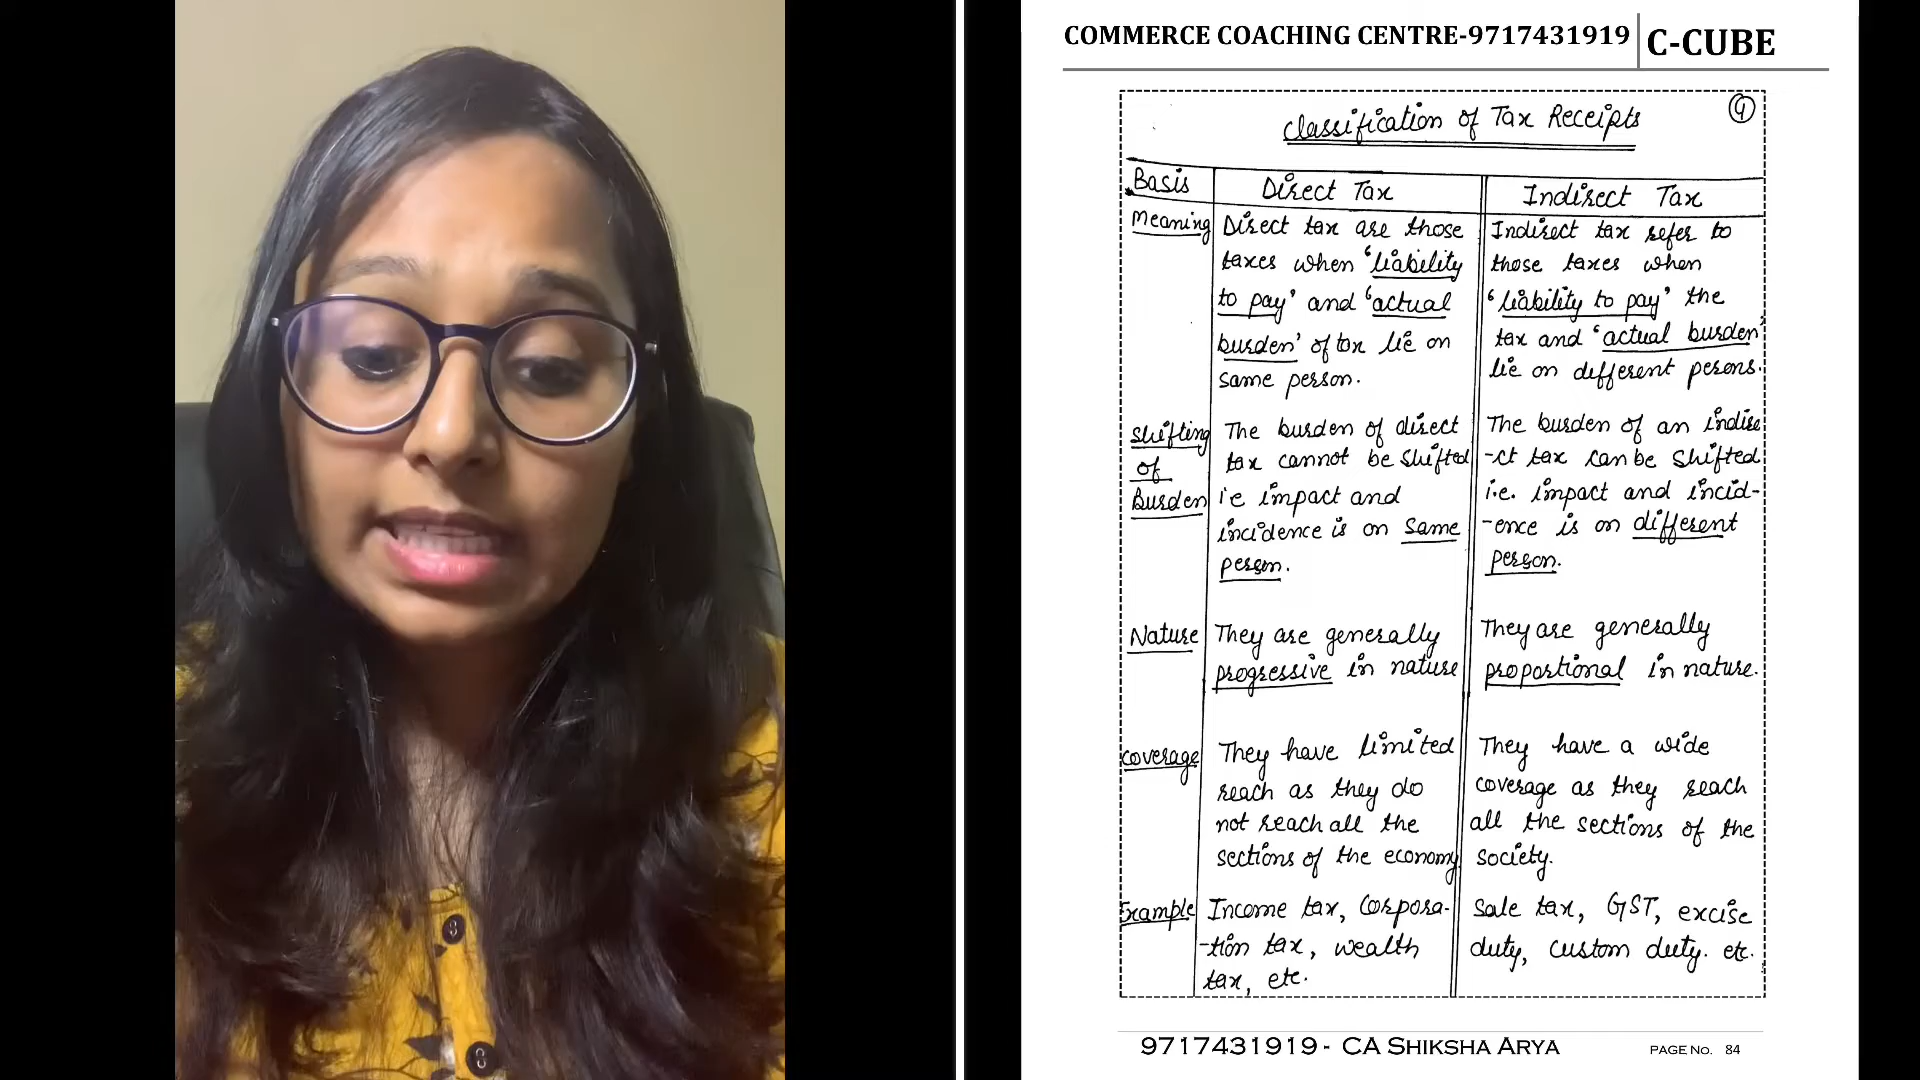 COMMERCE COACHING CENTRE-9717431919 C-CUBE
Classification of Tax Receipts
4
Basis Direct Tax Indirect Tax
Meaning Direct tax are those Indirect tax refer to
taxes when 'liability those taxes when
to pay' and 'actual 'liability to pay' the
burden' of tax lie on tax and 'actual burden'
same person. lie on different persons.
Shifting The burden of direct The burden of an indire
of tax cannot be shifted -ct tax can be shifted
Burden i.e impact and i.e. impact and incid-
incidence is on same -ence is on different
person. person.
Nature They are generally They are generally
progressive in nature proportional in nature.
Coverage They have limited They have a wide
reach as they do coverage as they reach
not reach all the all the sections of the
sections of the economy society.
Example Income tax, Corpora- Sale tax, GST, excise
-tion tax, wealth duty, custom duty. etc.
tax, etc.
9717431919- CA SHIKSHA ARYA PAGE No. 84